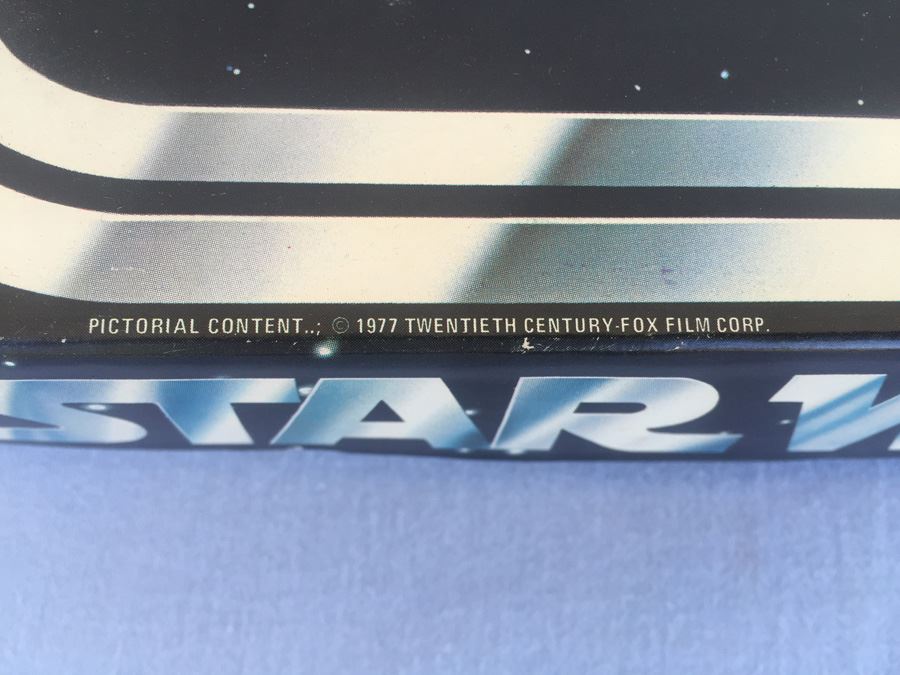 PICTORIAL CONTENT..; © 1977 TWENTIETH CENTURY-FOX FILM CORP.
STAR W